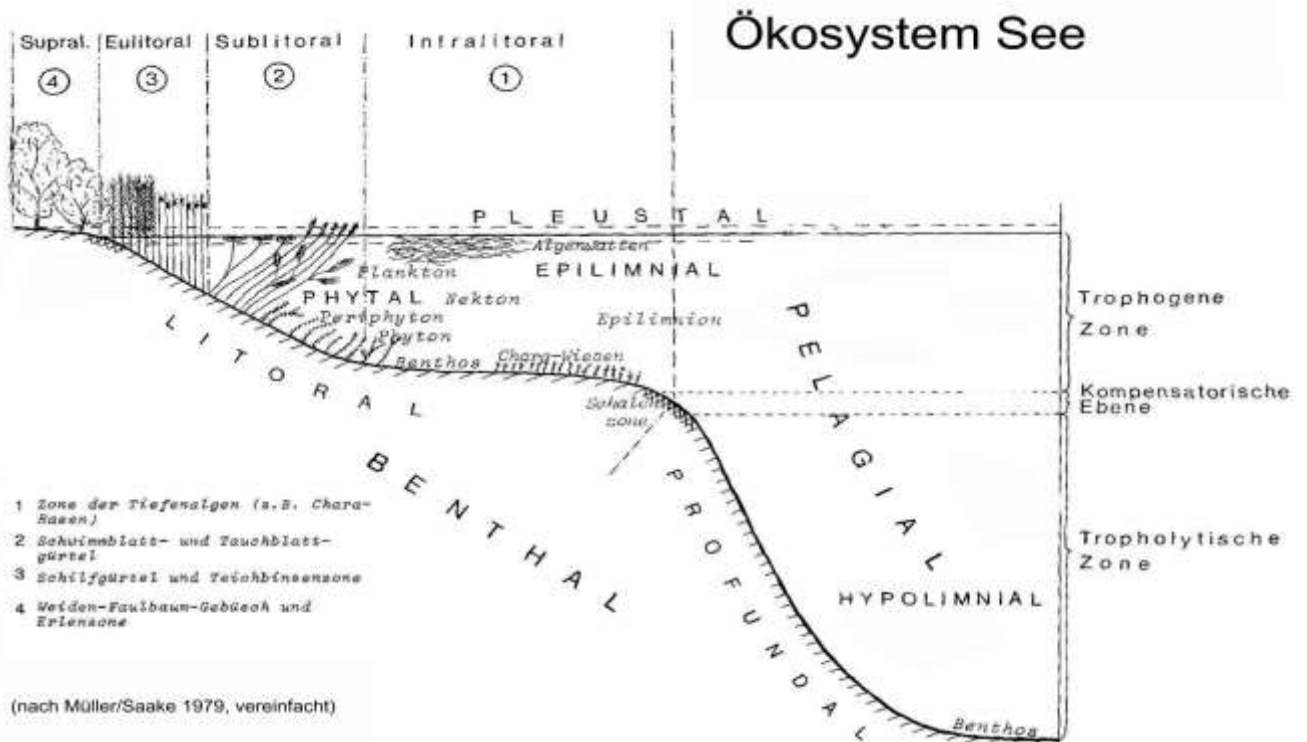 Ökosystem See
Supral. Eulitoral Sublitoral Infralitoral
4 3 2 1
PLEUSTAL
Algenwatten
Plankton
EPILIMNIAL
PHYTAL Nekton
Periphyton
Epilimnion
Phyton
Benthos Chara-Wiesen
Schalenzone
LITORAL
BENTHAL
PROFUNDAL
PELAGIAL
HYPOLIMNIAL
Benthos
Trophogene
Zone
Kompensatorische
Ebene
Tropholytische
Zone
1 Zone der Tiefenalgen (z.B. Chara-
Rasen)
2 Schwimmblatt- und Tauchblatt-
gürtel
3 Schilfgürtel und Teichbinsenzone
4 Weiden-Faulbaum-Gebüsch und
Erlenzone
(nach Müller/Saake 1979, vereinfacht)